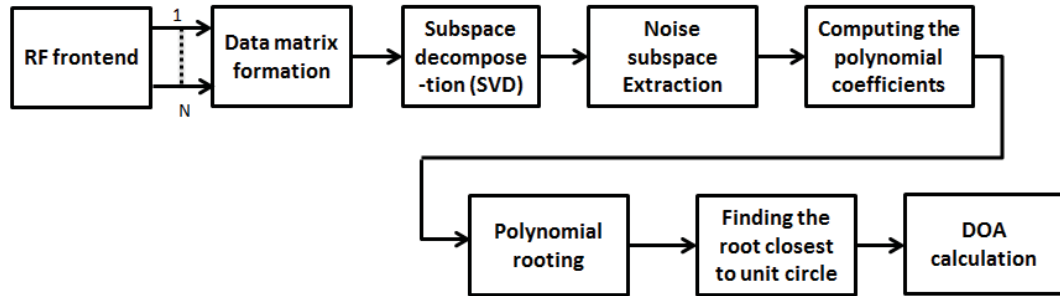 1
RF frontend
N
Data matrix
formation
Subspace
decompose
-tion (SVD)
Noise
subspace
Extraction
Computing the
polynomial
coefficients
Polynomial
rooting
Finding the
root closest
to unit circle
DOA
calculation